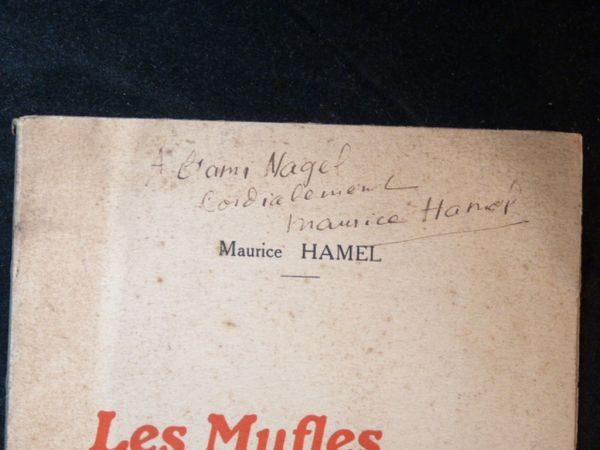 A l'ami Nagel
Cordialement
Maurice Hamel
Maurice HAMEL
Les Mufles